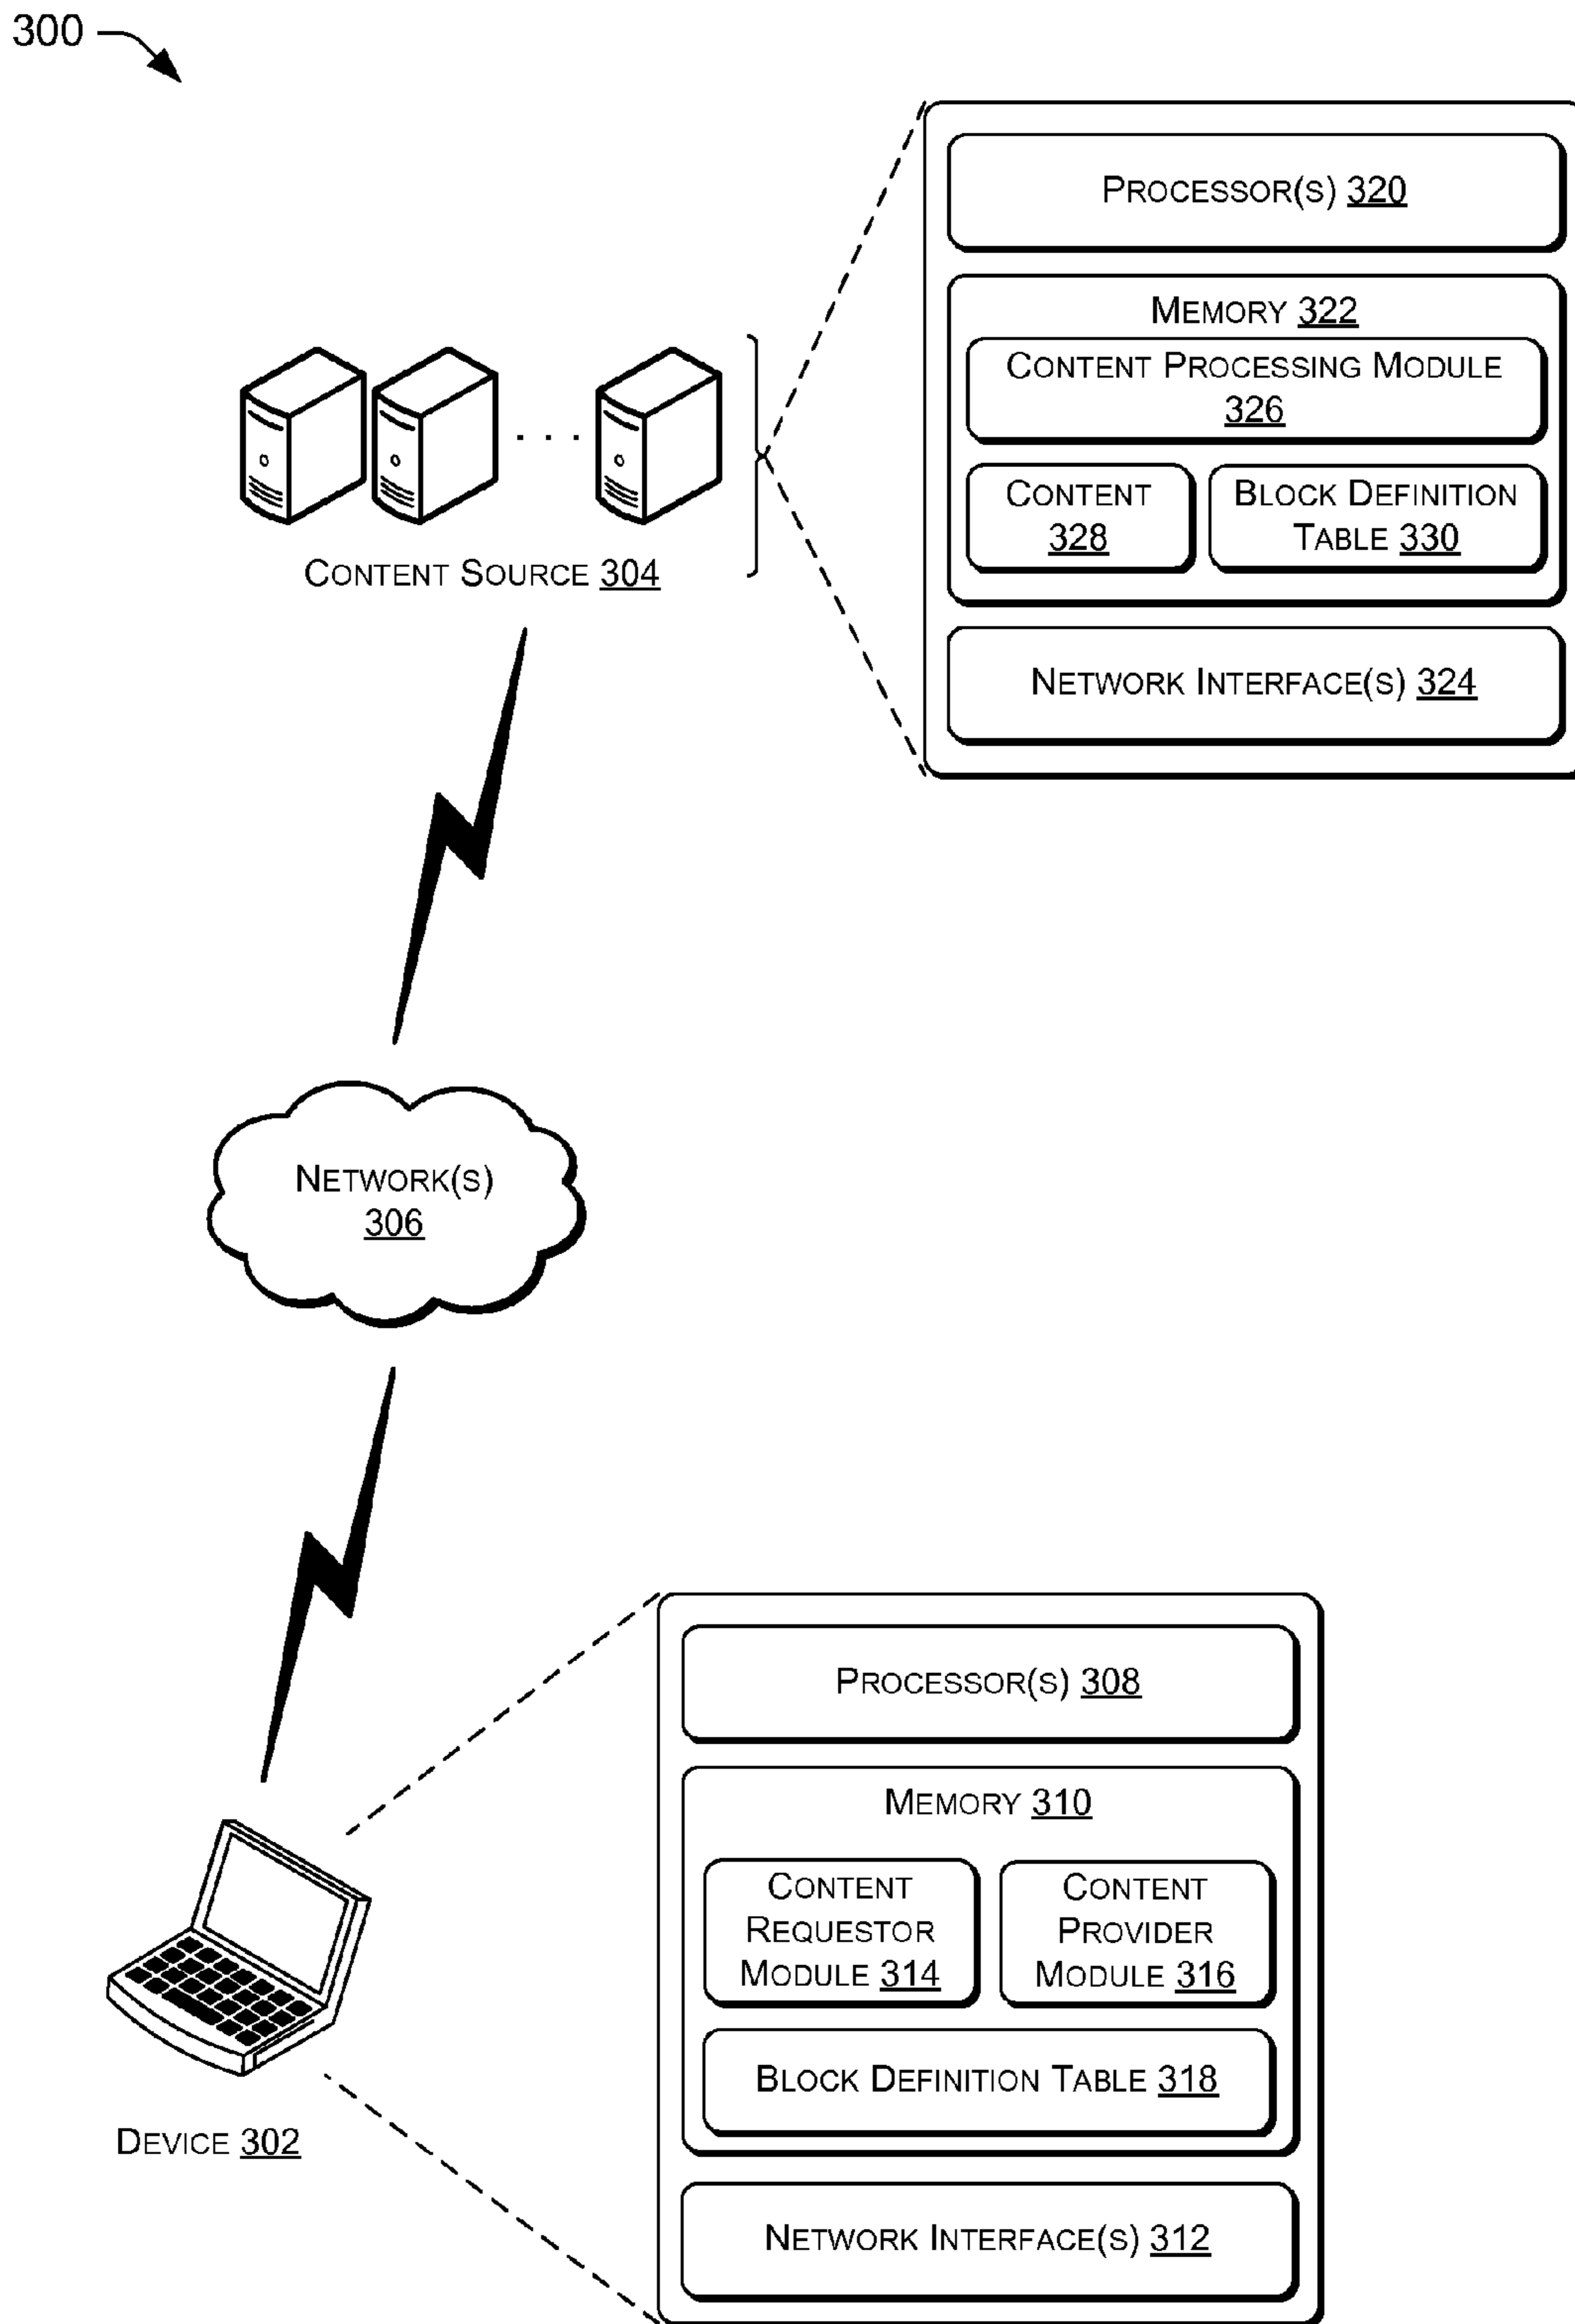 300
PROCESSOR(S) 320
MEMORY 322
CONTENT PROCESSING MODULE
326
CONTENT
328
BLOCK DEFINITION
TABLE 330
NETWORK INTERFACE(S) 324
CONTENT SOURCE 304
NETWORK(S)
306
PROCESSOR(S) 308
MEMORY 310
CONTENT
REQUESTOR
MODULE 314
CONTENT
PROVIDER
MODULE 316
BLOCK DEFINITION TABLE 318
NETWORK INTERFACE(S) 312
DEVICE 302